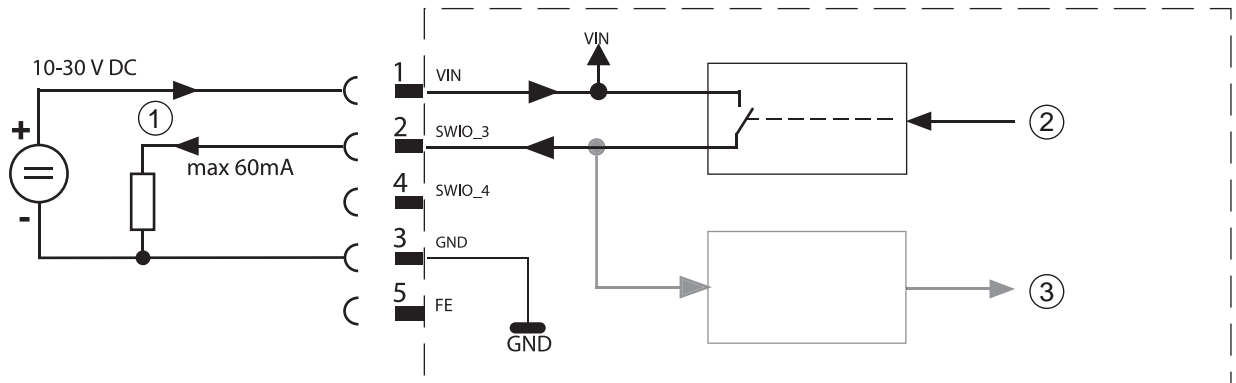 VIN
10-30 V DC
1 VIN
①
+
2 SWIO_3
②
max 60mA
4 SWIO_4
-
3 GND
③
5 FE
GND